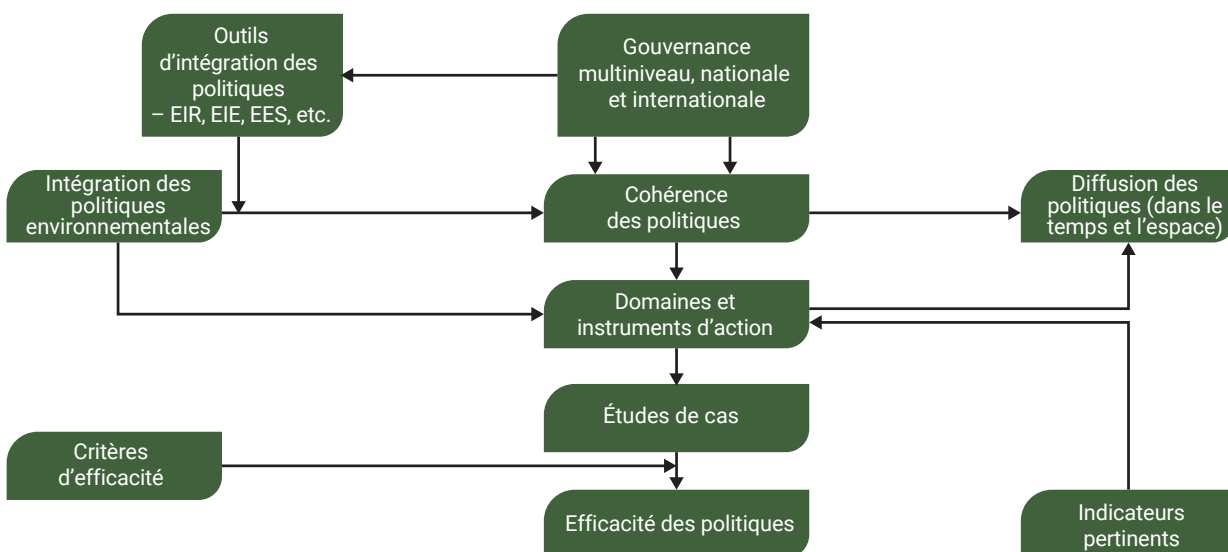 Outils
d’intégration des
politiques
– EIR, EIE, EES, etc.
Gouvernance
multiniveau, nationale
et internationale
Intégration des
politiques
environnementales
Cohérence
des politiques
Diffusion des
politiques (dans le
temps et l’espace)
Domaines et
instruments d’action
Études de cas
Critères
d’efficacité
Efficacité des politiques
Indicateurs
pertinents